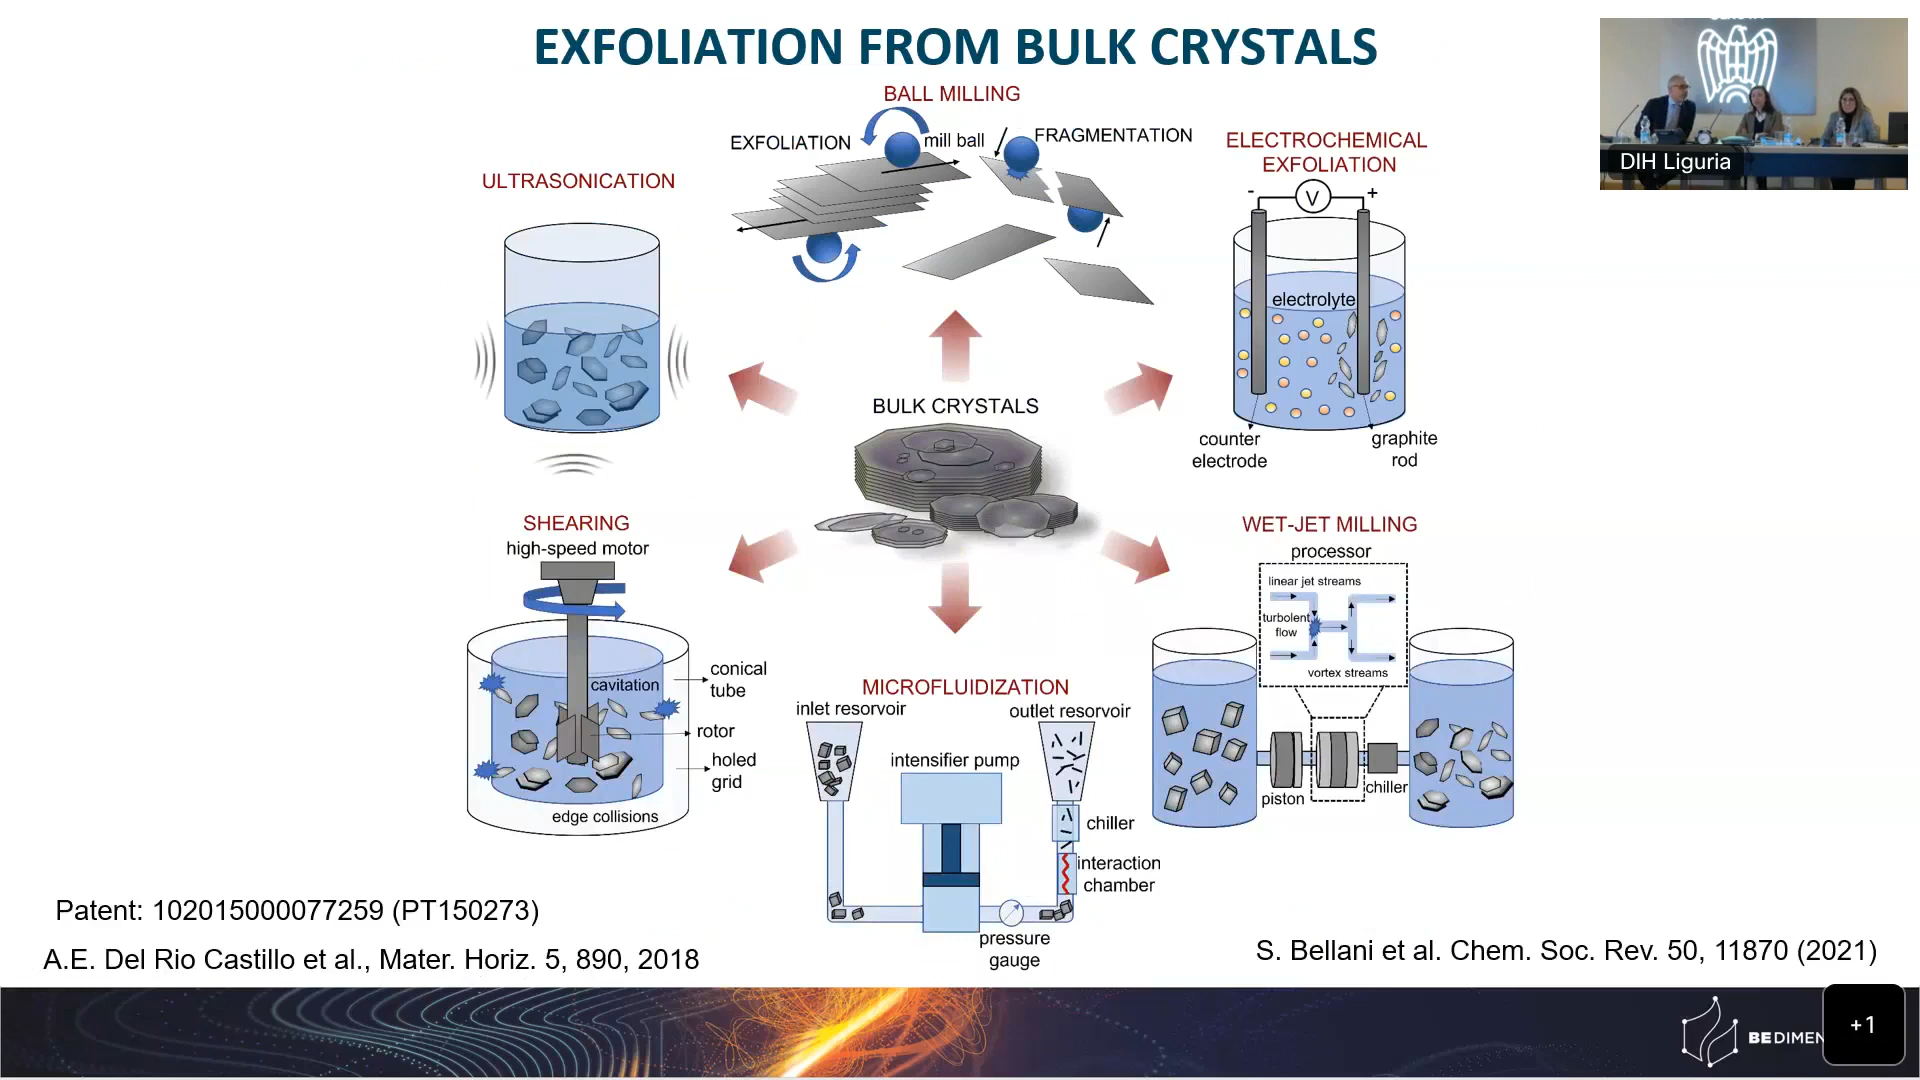 EXFOLIATION FROM BULK CRYSTALS
DIH Liguria
BALL MILLING
EXFOLIATION
mill ball
FRAGMENTATION
ULTRASONICATION
ELECTROCHEMICAL
EXFOLIATION
-
V
+
electrolyte
counter
electrode
graphite
rod
BULK CRYSTALS
SHEARING
high-speed motor
cavitation
conical
tube
rotor
holed
grid
edge collisions
MICROFLUIDIZATION
inlet reservoir
outlet reservoir
intensifier pump
chiller
interaction
chamber
pressure
gauge
WET-JET MILLING
processor
linear jet streams
turbolent
flow
vortex streams
piston
chiller
Patent: 102015000077259 (PT150273)
A.E. Del Rio Castillo et al., Mater. Horiz. 5, 890, 2018
S. Bellani et al. Chem. Soc. Rev. 50, 11870 (2021)
BEDIMEN
+1